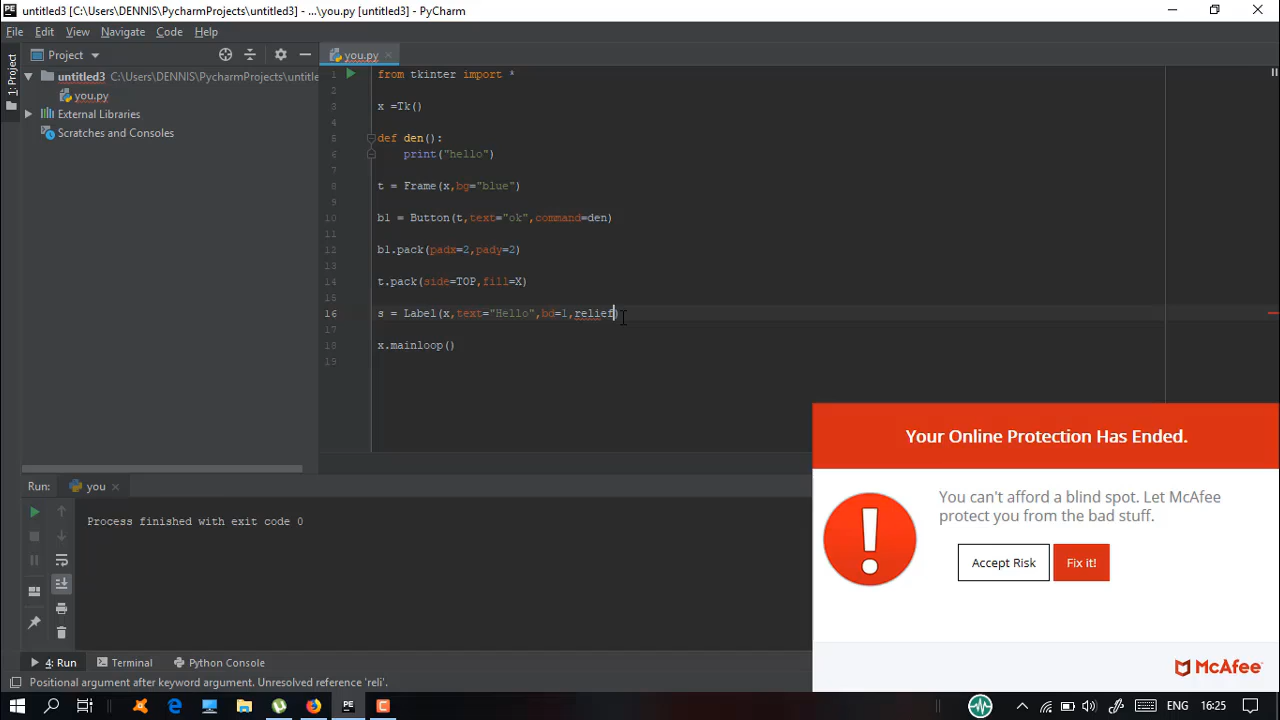 untitled3 [C:\Users\DENNIS\PycharmProjects\untitled3] - ...\you.py [untitled3] - PyCharm
File Edit View Navigate Code Help
Project
you.py
1: Project
untitled3 C:\Users\DENNIS\PycharmProjects\untitle
you.py
External Libraries
Scratches and Consoles
1 from tkinter import *
2
3 x =Tk()
4
5 def den():
6 print("hello")
7
8 t = Frame(x,bg="blue")
9
10 bl = Button(t,text="ok",command=den)
11
12 bl.pack(padx=2,pady=2)
13
14 t.pack(side=TOP,fill=X)
15
16 s = Label(x,text="Hello",bd=1,relief)
17
18 x.mainloop()
19
Run: you
Process finished with exit code 0
Your Online Protection Has Ended.
You can't afford a blind spot. Let McAfee
protect you from the bad stuff.
Accept Risk
Fix it!
McAfee
4: Run Terminal Python Console
Positional argument after keyword argument. Unresolved reference 'reli'.
PE
C
ENG 16:25